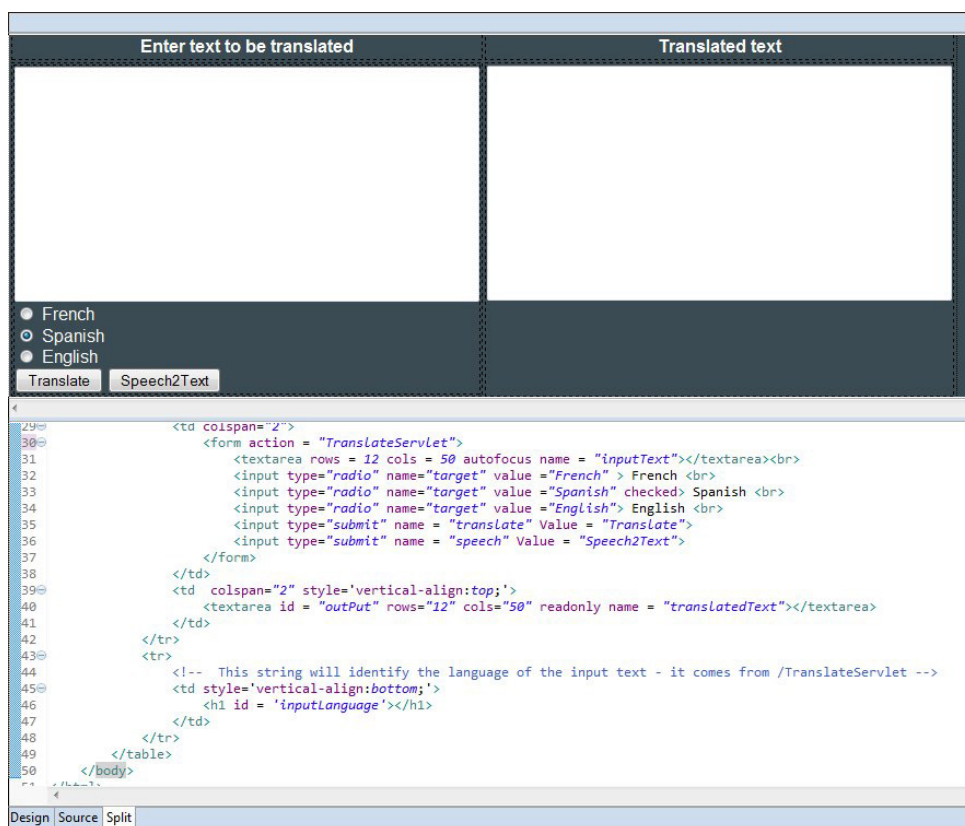 Enter text to be translated
Translated text
French
Spanish
English
Translate
Speech2Text
29 <td colspan="2">
30 <form action = "TranslateServlet">
31 <textarea rows = 12 cols = 50 autofocus name = "inputText"></textarea><br>
32 <input type="radio" name="target" value ="French" > French <br>
33 <input type="radio" name="target" value ="Spanish" checked> Spanish <br>
34 <input type="radio" name="target" value ="English"> English <br>
35 <input type="submit" name = "translate" Value = "Translate">
36 <input type="submit" name = "speech" Value = "Speech2Text">
37 </form>
38 </td>
39 <td  colspan="2" style='vertical-align:top;'>
40 <textarea id = "outPut" rows="12" cols="50" readonly name = "translatedText"></textarea>
41 </td>
42 </tr>
43 <tr>
44 <!--  This string will identify the language of the input text - it comes from /TranslateServlet -->
45 <td style='vertical-align:bottom;'>
46 <h1 id = 'inputLanguage'></h1>
47 </td>
48 </tr>
49 </table>
50 </body>
51 </html>
Design Source Split